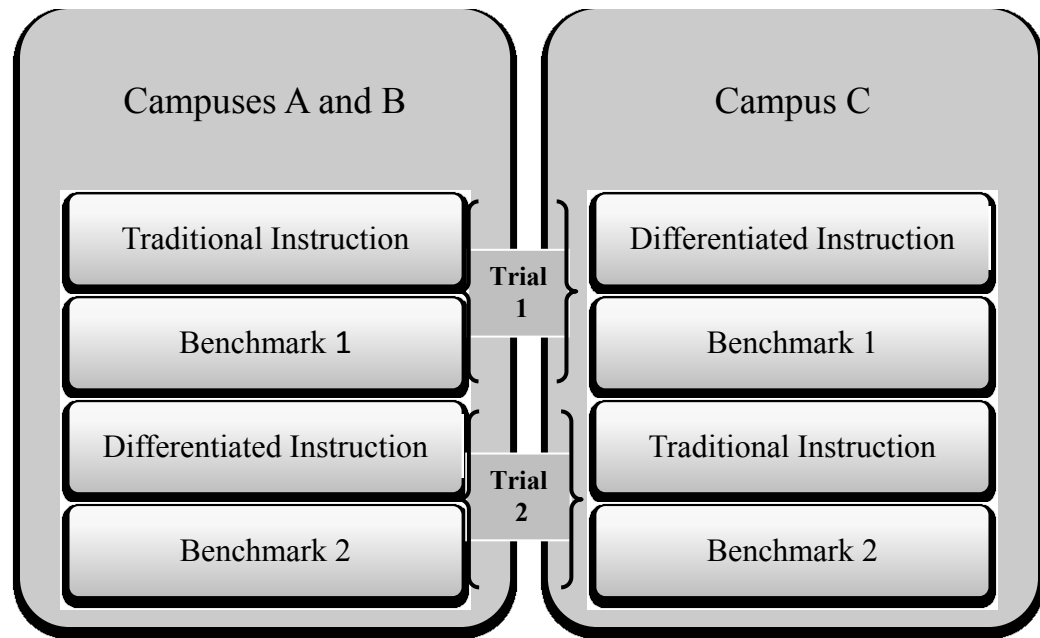 Campuses A and B
Traditional Instruction
Benchmark 1
Differentiated Instruction
Benchmark 2
Trial
1
Trial
2
Campus C
Differentiated Instruction
Benchmark 1
Traditional Instruction
Benchmark 2